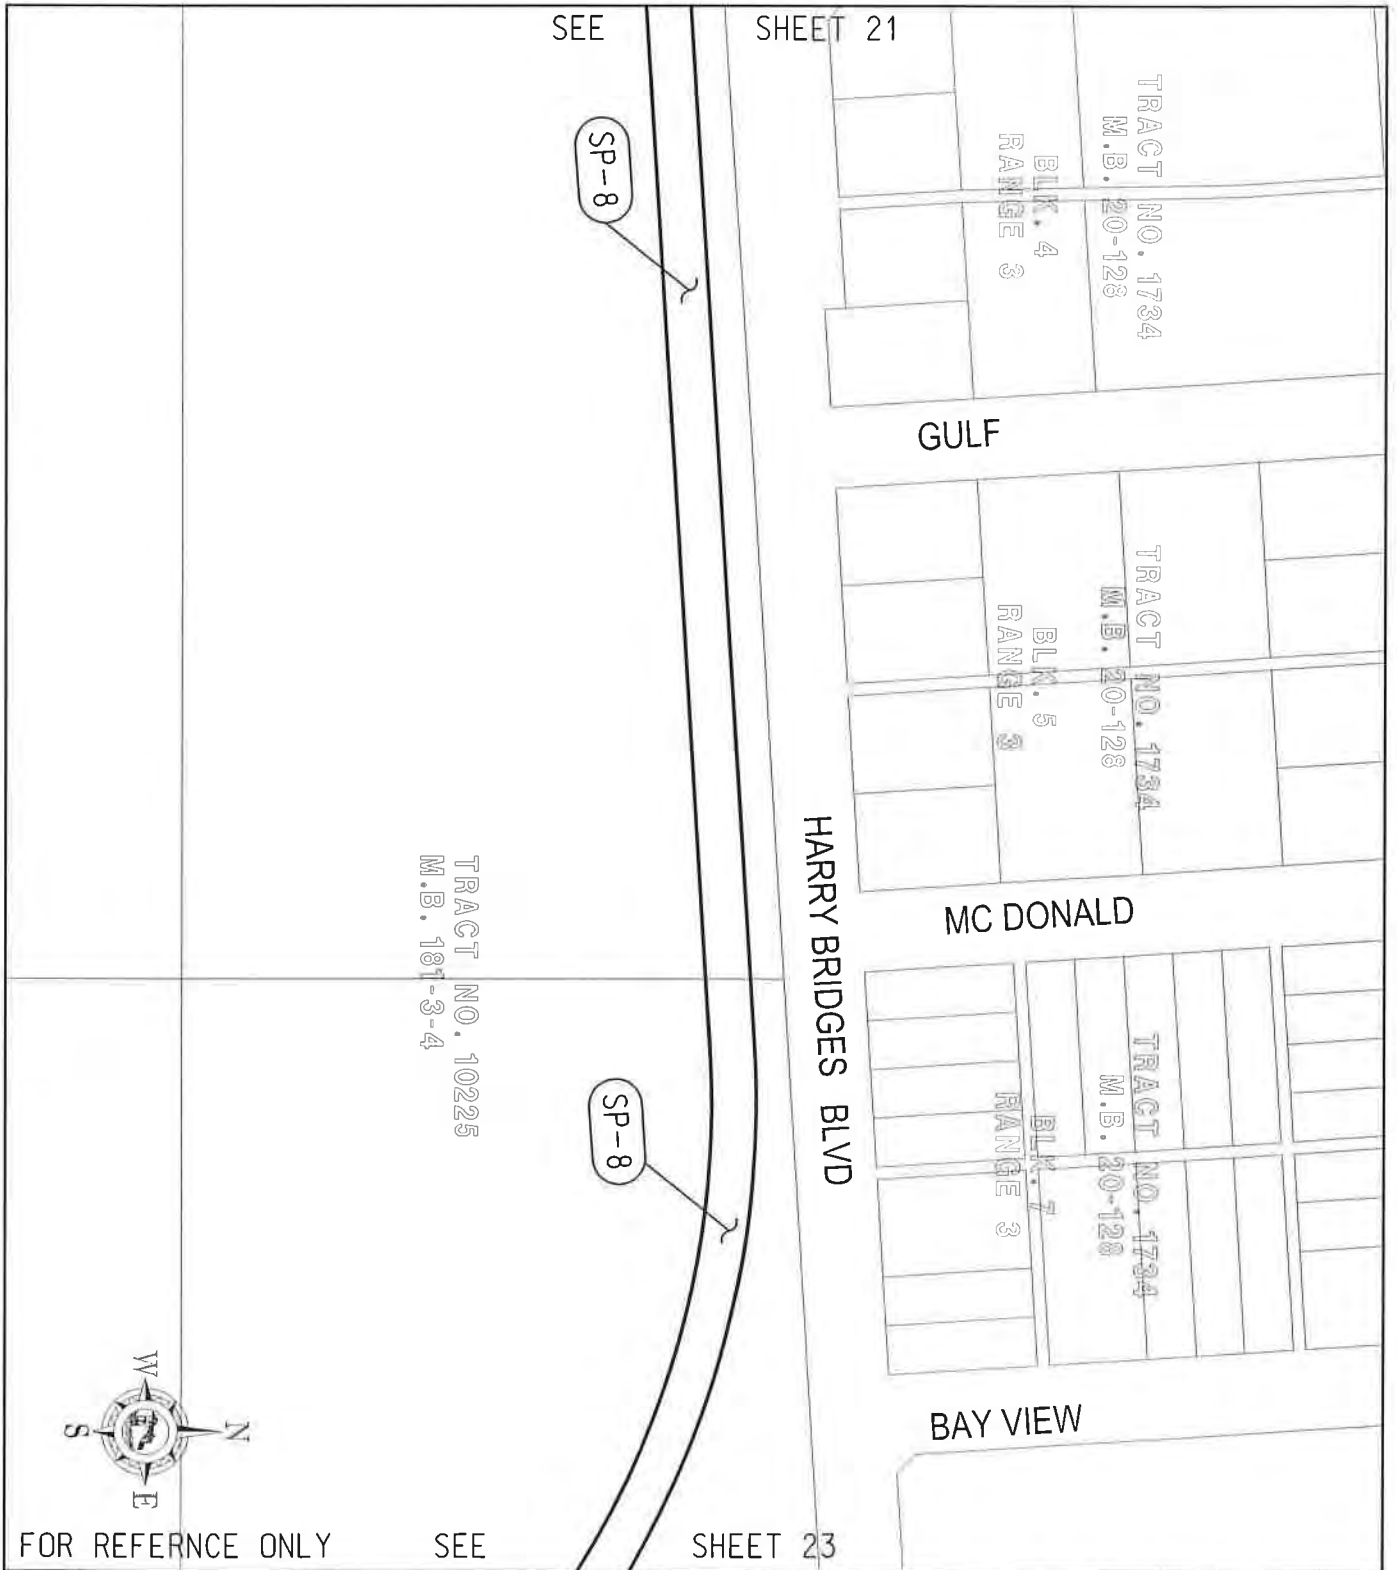 SEE SHEET 21
SP-8
TRACT NO. 1734
M.B. 20-128
BLK. 4
RANGE 3
GULF
TRACT NO. 1734
M.B. 20-128
BLK. 5
RANGE 3
HARRY BRIDGES BLVD
MC DONALD
TRACT NO. 10225
M.B. 181-3-4
SP-8
TRACT NO. 1734
M.B. 20-128
BLK. 7
RANGE 3
BAY VIEW
W
N
S
E
FOR REFERNCE ONLY SEE SHEET 23